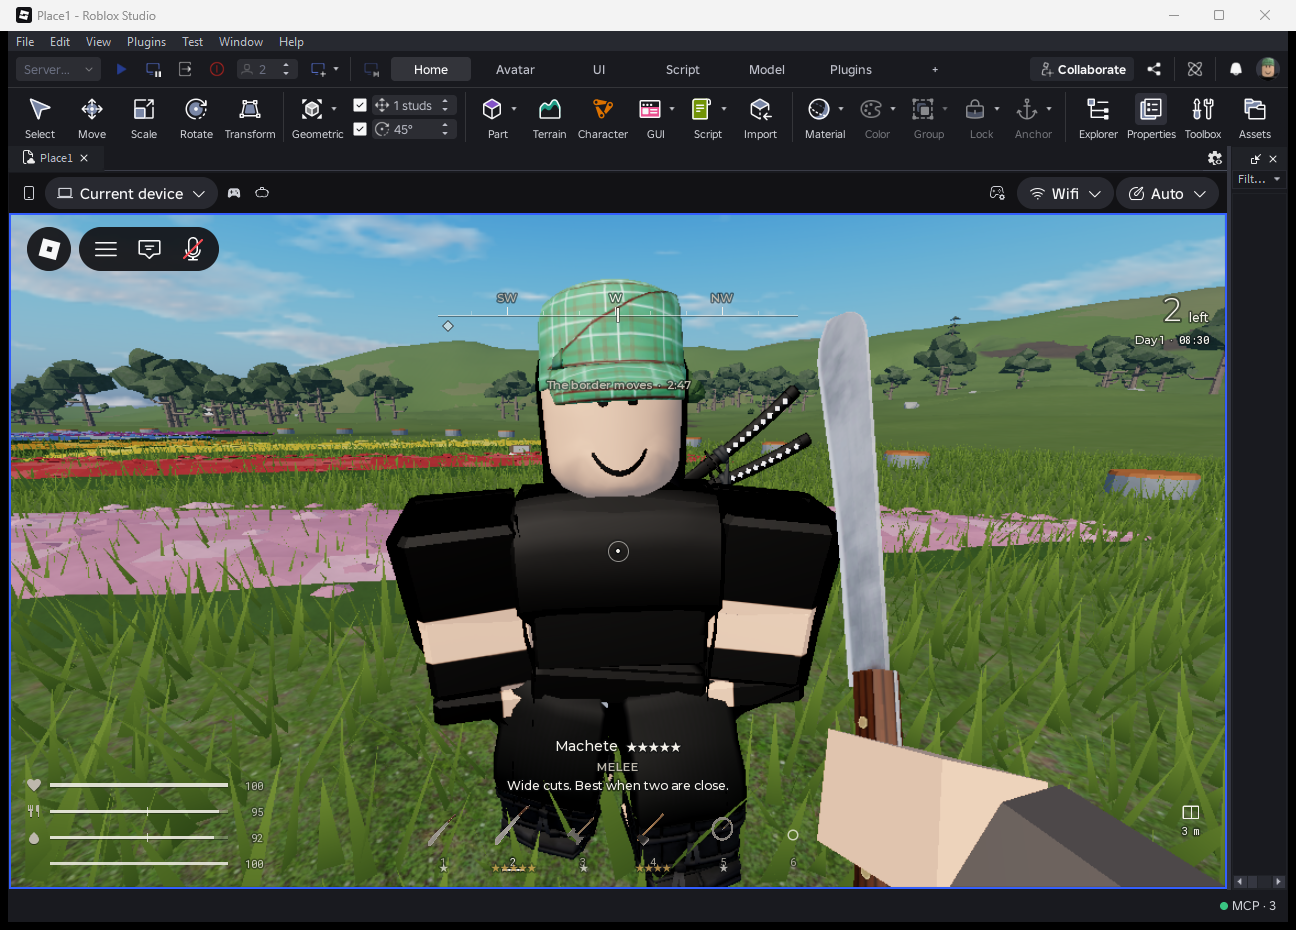 Place1 - Roblox Studio
File Edit View Plugins Test Window Help
Server... 2 Home Avatar UI Script Model Plugins + Collaborate
1 studs
45°
Select Move Scale Rotate Transform Geometric Part Terrain Character GUI Script Import Material Color Group Lock Anchor Explorer Properties Toolbox Assets
Place1
Filt...
Current device Wifi Auto
SW W NW
2 left
Day 1 · 08:30
The border moves · 2:47
Machete ★★★★★
MELEE
Wide cuts. Best when two are close.
100
95
92
100
3 m
1 2 3 4 5 6
★ ★★★★★ ★ ★★★★ ★
MCP · 3